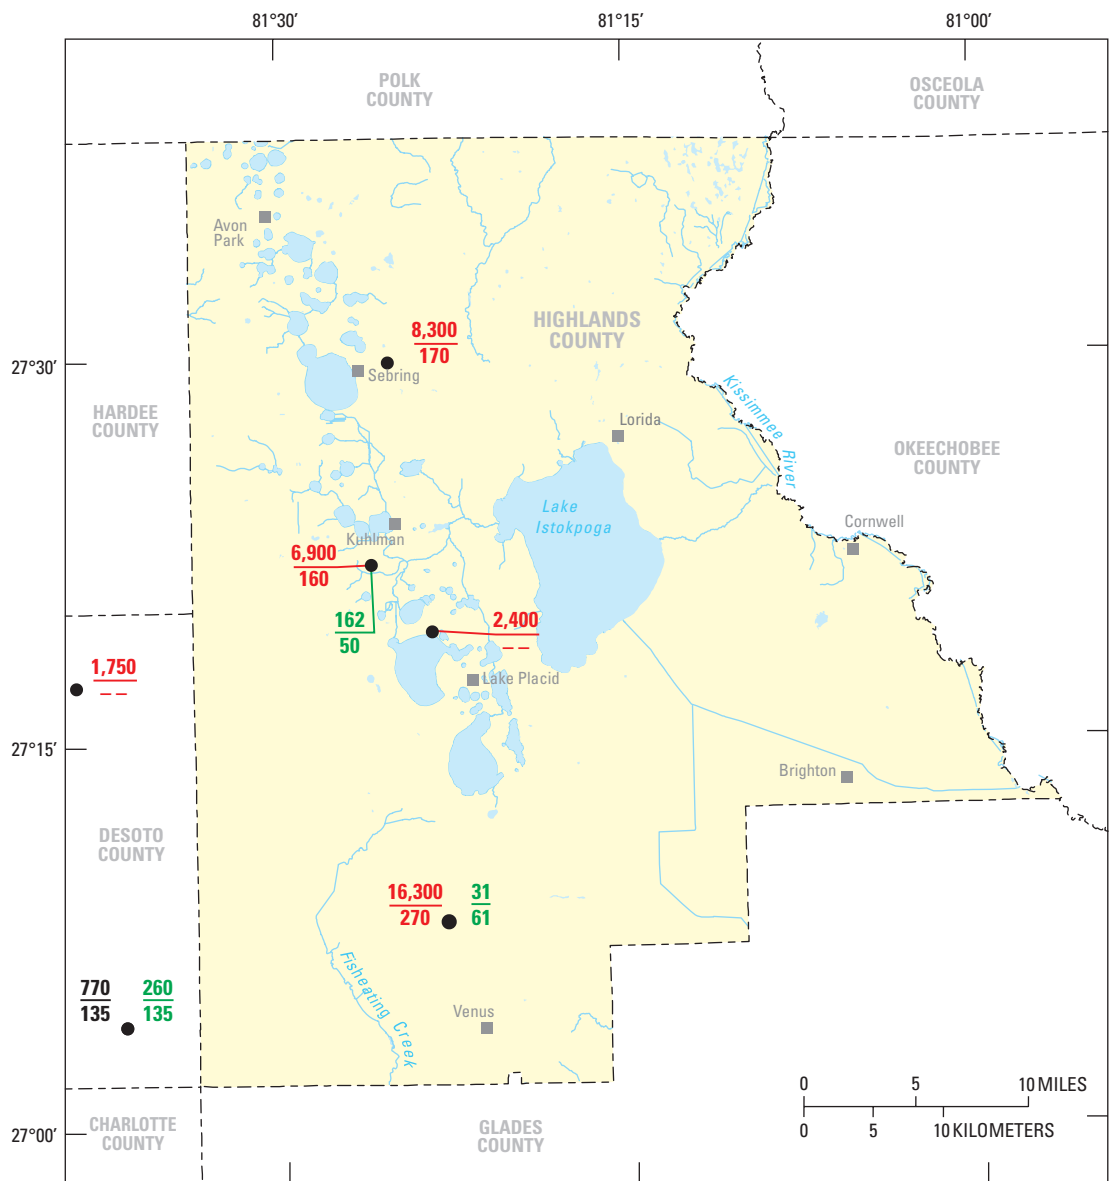 81°30′
81°15′
81°00′
POLK
COUNTY
OSCEOLA
COUNTY
Avon
Park
HIGHLANDS
COUNTY
8,300
170
27°30′
Sebring
Kissimmee River
HARDEE
COUNTY
Lorida
OKEECHOBEE
COUNTY
Lake
Istokpoga
Cornwell
Kuhlman
6,900
160
162
50
2,400
– –
1,750
– –
Lake Placid
27°15′
Brighton
DESOTO
COUNTY
16,300
270
31
61
Fisheating Creek
770
135
260
135
Venus
0 5 10 MILES
0 5 10 KILOMETERS
27°00′
CHARLOTTE
COUNTY
GLADES
COUNTY